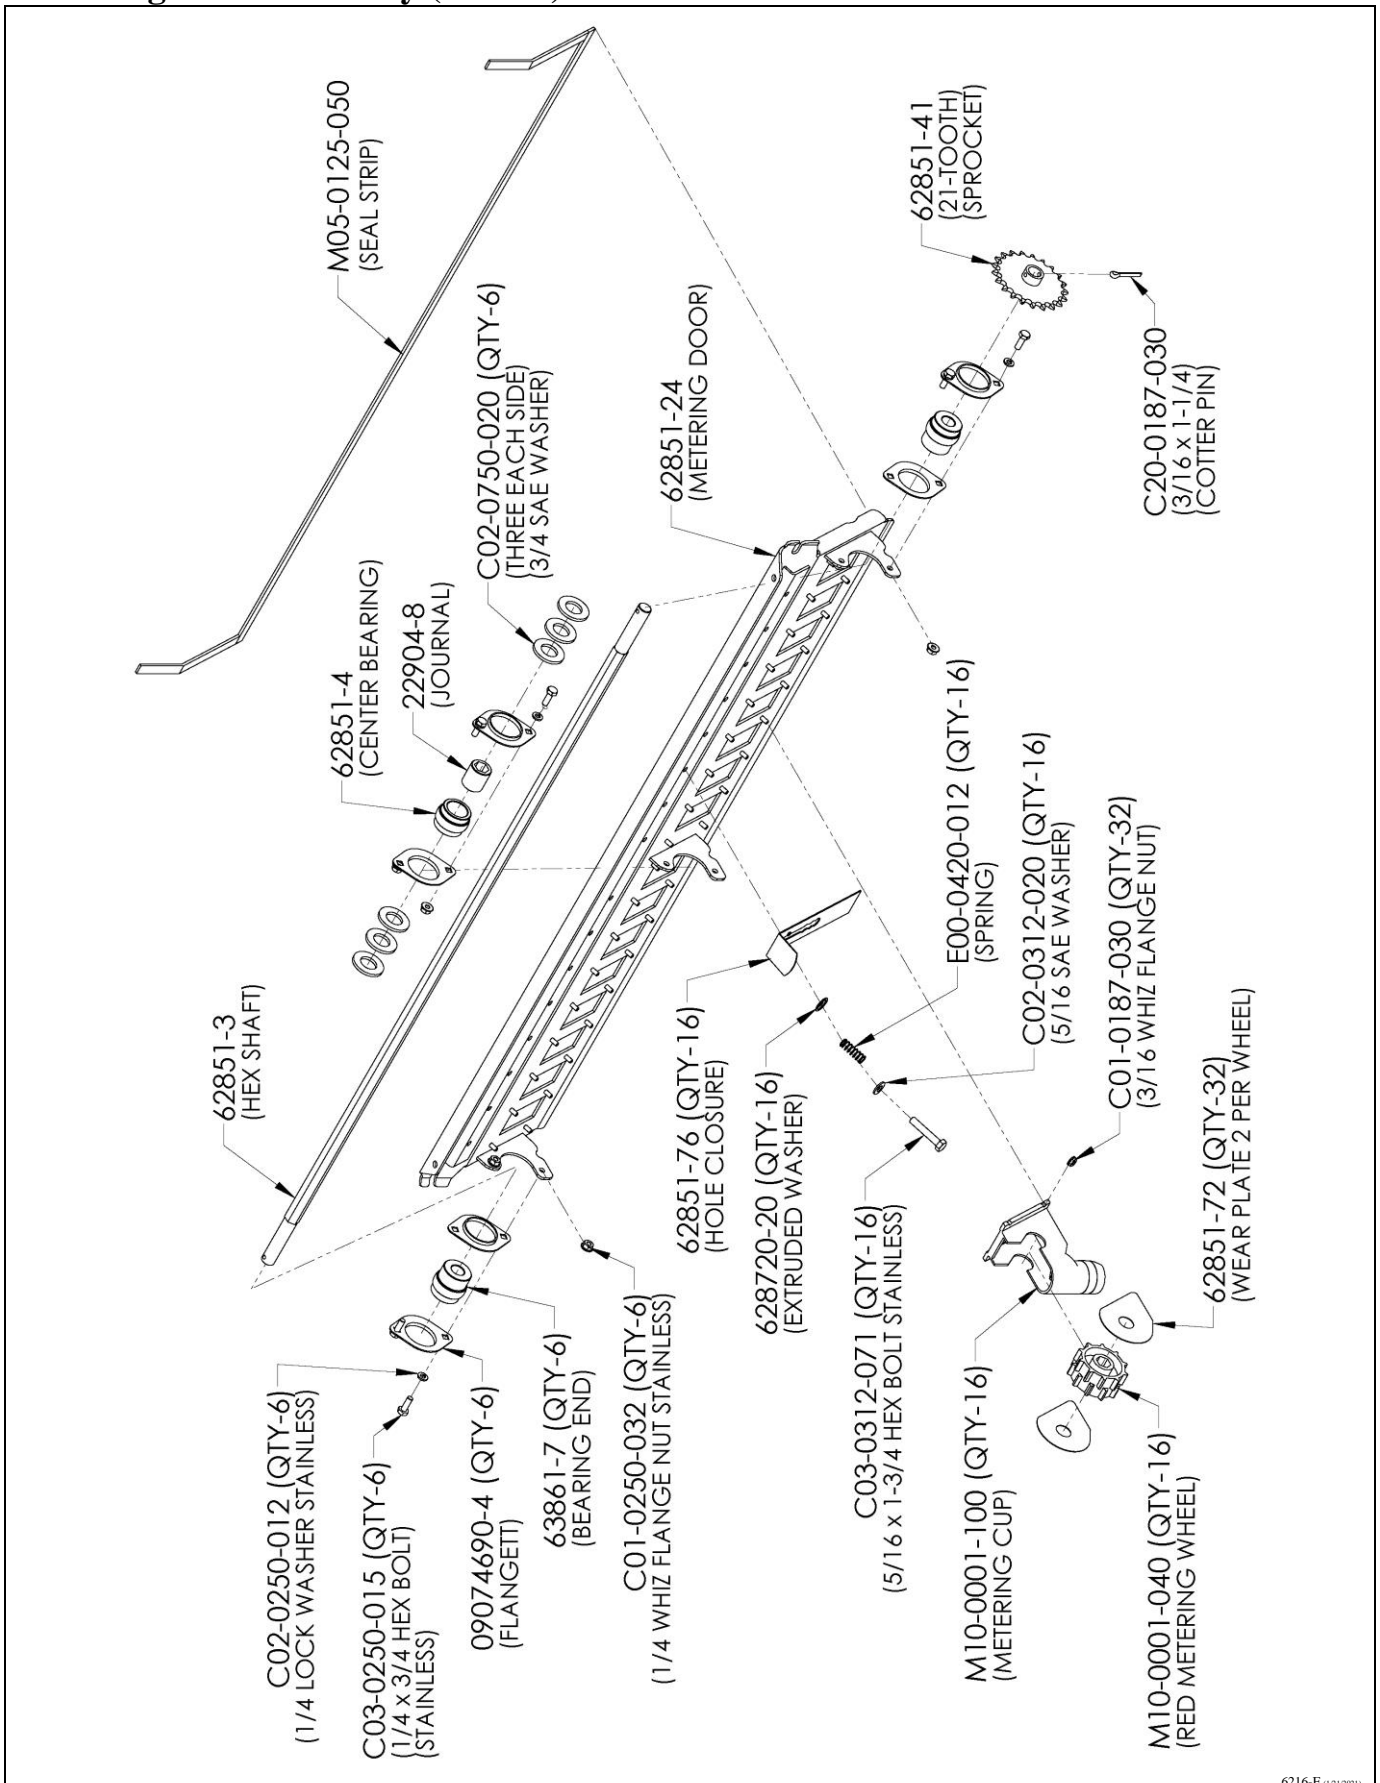 M05-0125-050
(SEAL STRIP)
62851-41
(21-TOOTH)
(SPROCKET)
C02-0750-020 (QTY-6)
(THREE EACH SIDE)
(3/4 SAE WASHER)
62851-24
(METERING DOOR)
C20-0187-030
(3/16 x 1-1/4)
(COTTER PIN)
62851-4
(CENTER BEARING)
22904-8
(JOURNAL)
62851-3
(HEX SHAFT)
E00-0420-012 (QTY-16)
(SPRING)
C02-0312-020 (QTY-16)
(5/16 SAE WASHER)
C01-0187-030 (QTY-32)
(3/16 WHIZ FLANGE NUT)
62851-76 (QTY-16)
(HOLE CLOSURE)
628720-20 (QTY-16)
(EXTRUDED WASHER)
C03-0312-071 (QTY-16)
(5/16 x 1-3/4 HEX BOLT STAINLESS)
62851-72 (QTY-32)
(WEAR PLATE 2 PER WHEEL)
C02-0250-012 (QTY-6)
(1/4 LOCK WASHER STAINLESS)
C03-0250-015 (QTY-6)
(1/4 x 3/4 HEX BOLT)
(STAINLESS)
09074690-4 (QTY-6)
(FLANGETT)
63861-7 (QTY-6)
(BEARING END)
C01-0250-032 (QTY-6)
(1/4 WHIZ FLANGE NUT STAINLESS)
M10-0001-100 (QTY-16)
(METERING CUP)
M10-0001-040 (QTY-16)
(RED METERING WHEEL)